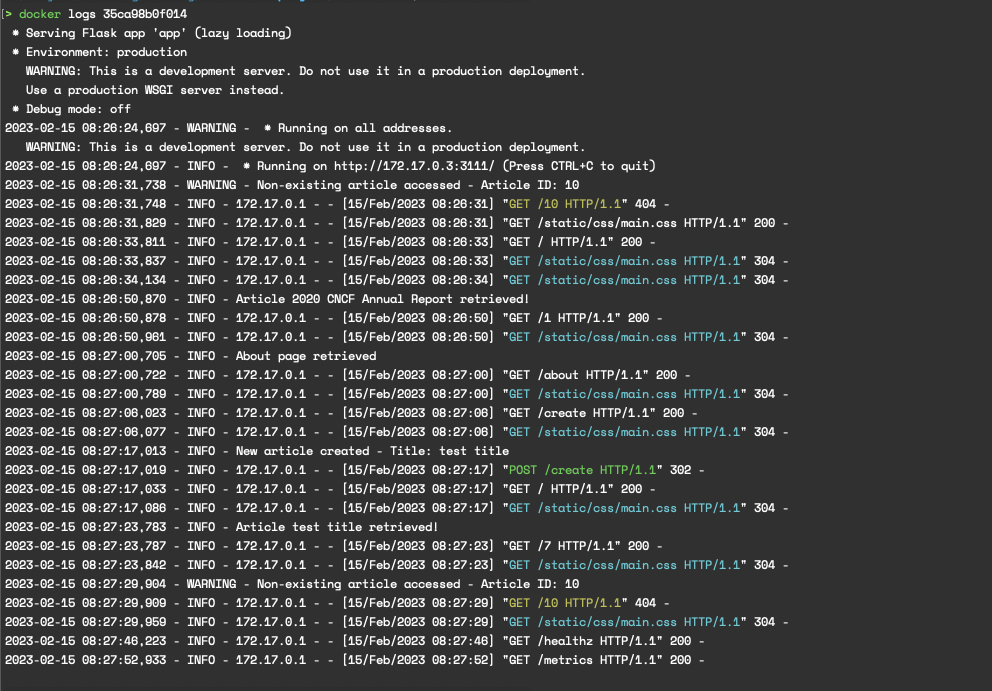 [> docker logs 35ca98b0f014
 * Serving Flask app 'app' (lazy loading)
 * Environment: production
   WARNING: This is a development server. Do not use it in a production deployment.
   Use a production WSGI server instead.
 * Debug mode: off
2023-02-15 08:26:24,697 - WARNING -  * Running on all addresses.
   WARNING: This is a development server. Do not use it in a production deployment.
2023-02-15 08:26:24,697 - INFO -  * Running on http://172.17.0.3:3111/ (Press CTRL+C to quit)
2023-02-15 08:26:31,738 - WARNING - Non-existing article accessed - Article ID: 10
2023-02-15 08:26:31,748 - INFO - 172.17.0.1 - - [15/Feb/2023 08:26:31] "GET /10 HTTP/1.1" 404 -
2023-02-15 08:26:31,829 - INFO - 172.17.0.1 - - [15/Feb/2023 08:26:31] "GET /static/css/main.css HTTP/1.1" 200 -
2023-02-15 08:26:33,811 - INFO - 172.17.0.1 - - [15/Feb/2023 08:26:33] "GET / HTTP/1.1" 200 -
2023-02-15 08:26:33,837 - INFO - 172.17.0.1 - - [15/Feb/2023 08:26:33] "GET /static/css/main.css HTTP/1.1" 304 -
2023-02-15 08:26:34,134 - INFO - 172.17.0.1 - - [15/Feb/2023 08:26:34] "GET /static/css/main.css HTTP/1.1" 304 -
2023-02-15 08:26:50,870 - INFO - Article 2020 CNCF Annual Report retrieved!
2023-02-15 08:26:50,878 - INFO - 172.17.0.1 - - [15/Feb/2023 08:26:50] "GET /1 HTTP/1.1" 200 -
2023-02-15 08:26:50,961 - INFO - 172.17.0.1 - - [15/Feb/2023 08:26:50] "GET /static/css/main.css HTTP/1.1" 304 -
2023-02-15 08:27:00,705 - INFO - About page retrieved
2023-02-15 08:27:00,722 - INFO - 172.17.0.1 - - [15/Feb/2023 08:27:00] "GET /about HTTP/1.1" 200 -
2023-02-15 08:27:00,789 - INFO - 172.17.0.1 - - [15/Feb/2023 08:27:00] "GET /static/css/main.css HTTP/1.1" 304 -
2023-02-15 08:27:06,023 - INFO - 172.17.0.1 - - [15/Feb/2023 08:27:06] "GET /create HTTP/1.1" 200 -
2023-02-15 08:27:06,077 - INFO - 172.17.0.1 - - [15/Feb/2023 08:27:06] "GET /static/css/main.css HTTP/1.1" 304 -
2023-02-15 08:27:17,013 - INFO - New article created - Title: test title
2023-02-15 08:27:17,019 - INFO - 172.17.0.1 - - [15/Feb/2023 08:27:17] "POST /create HTTP/1.1" 302 -
2023-02-15 08:27:17,033 - INFO - 172.17.0.1 - - [15/Feb/2023 08:27:17] "GET / HTTP/1.1" 200 -
2023-02-15 08:27:17,086 - INFO - 172.17.0.1 - - [15/Feb/2023 08:27:17] "GET /static/css/main.css HTTP/1.1" 304 -
2023-02-15 08:27:23,783 - INFO - Article test title retrieved!
2023-02-15 08:27:23,787 - INFO - 172.17.0.1 - - [15/Feb/2023 08:27:23] "GET /7 HTTP/1.1" 200 -
2023-02-15 08:27:23,842 - INFO - 172.17.0.1 - - [15/Feb/2023 08:27:23] "GET /static/css/main.css HTTP/1.1" 304 -
2023-02-15 08:27:29,904 - WARNING - Non-existing article accessed - Article ID: 10
2023-02-15 08:27:29,909 - INFO - 172.17.0.1 - - [15/Feb/2023 08:27:29] "GET /10 HTTP/1.1" 404 -
2023-02-15 08:27:29,959 - INFO - 172.17.0.1 - - [15/Feb/2023 08:27:29] "GET /static/css/main.css HTTP/1.1" 304 -
2023-02-15 08:27:46,223 - INFO - 172.17.0.1 - - [15/Feb/2023 08:27:46] "GET /healthz HTTP/1.1" 200 -
2023-02-15 08:27:52,933 - INFO - 172.17.0.1 - - [15/Feb/2023 08:27:52] "GET /metrics HTTP/1.1" 200 -